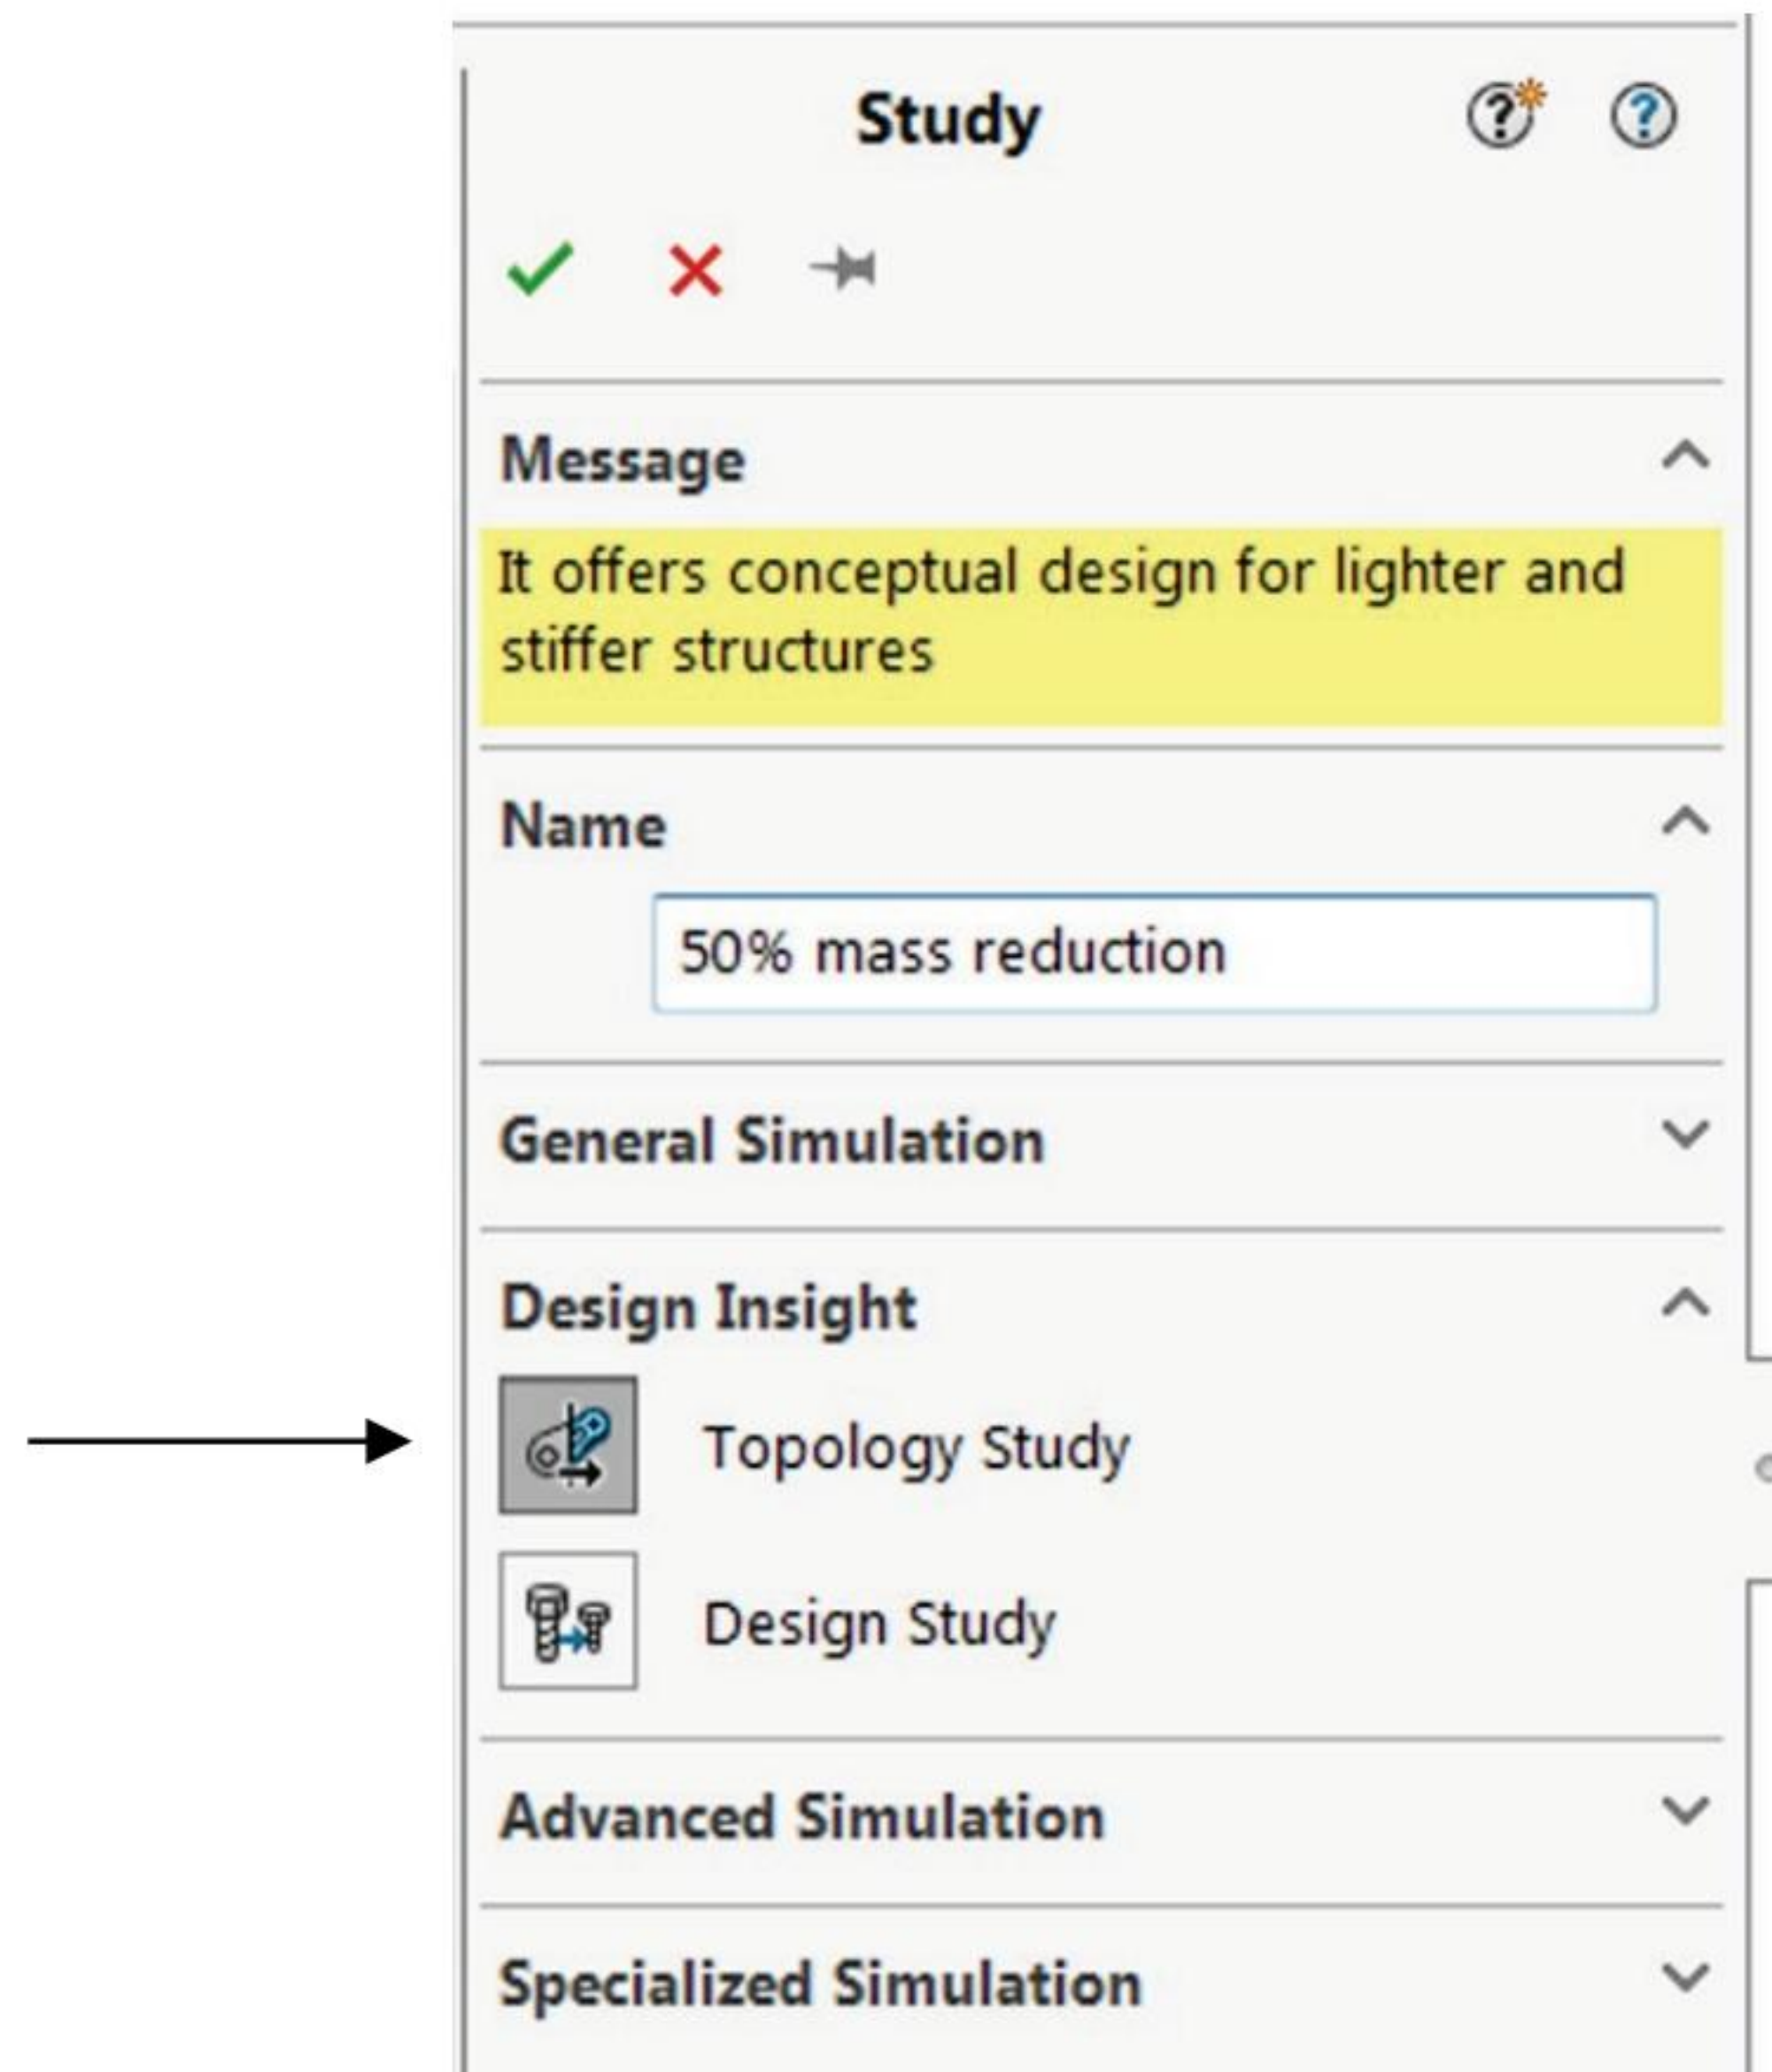 Study
Message
It offers conceptual design for lighter and
stiffer structures
Name
50% mass reduction
General Simulation
Design Insight
Topology Study
Design Study
Advanced Simulation
Specialized Simulation